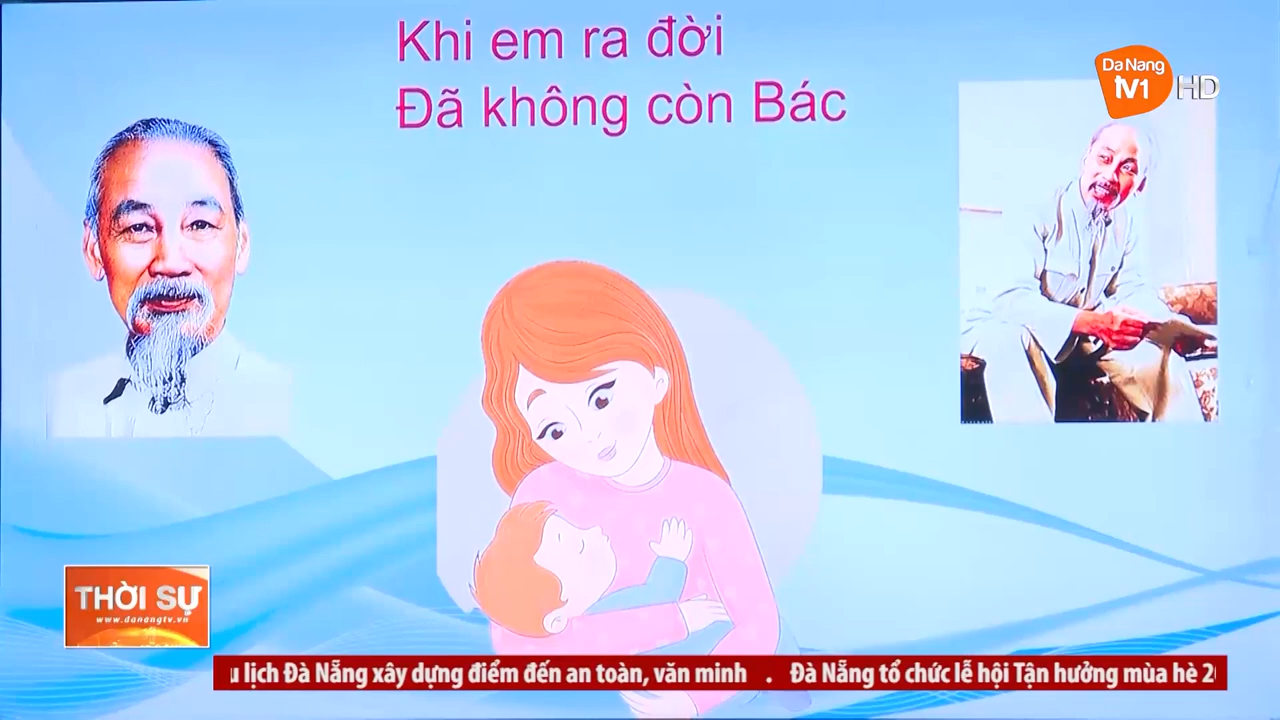 Khi em ra đời
Đã không còn Bác
Da Nang
tv1 HD
THỜI SỰ
www.danangtv.vn
lịch Đà Nẵng xây dựng điểm đến an toàn, văn minh . Đà Nẵng tổ chức lễ hội Tận hưởng mùa hè